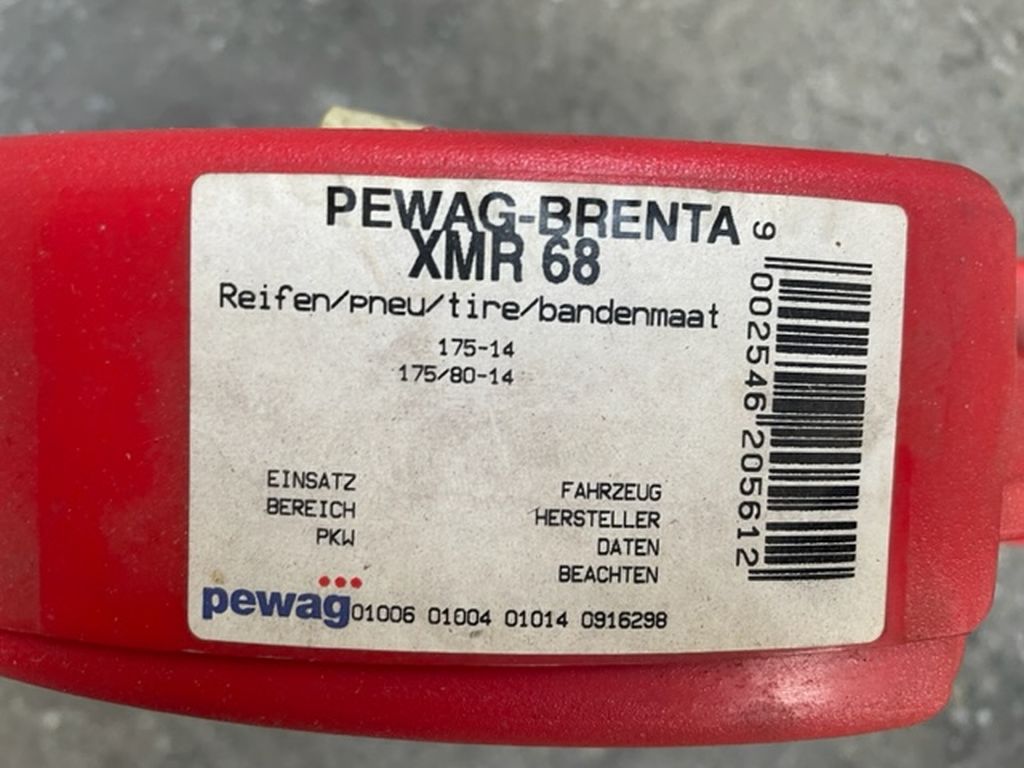 PEWAG-BRENTA
XMR 68
Reifen/pneu/tire/bandenmaat
175-14
175/80-14
EINSATZ
BEREICH
PKW
FAHRZEUG
HERSTELLER
DATEN
BEACHTEN
pewag
01006 01004 01014 0916298
9 002546 205612